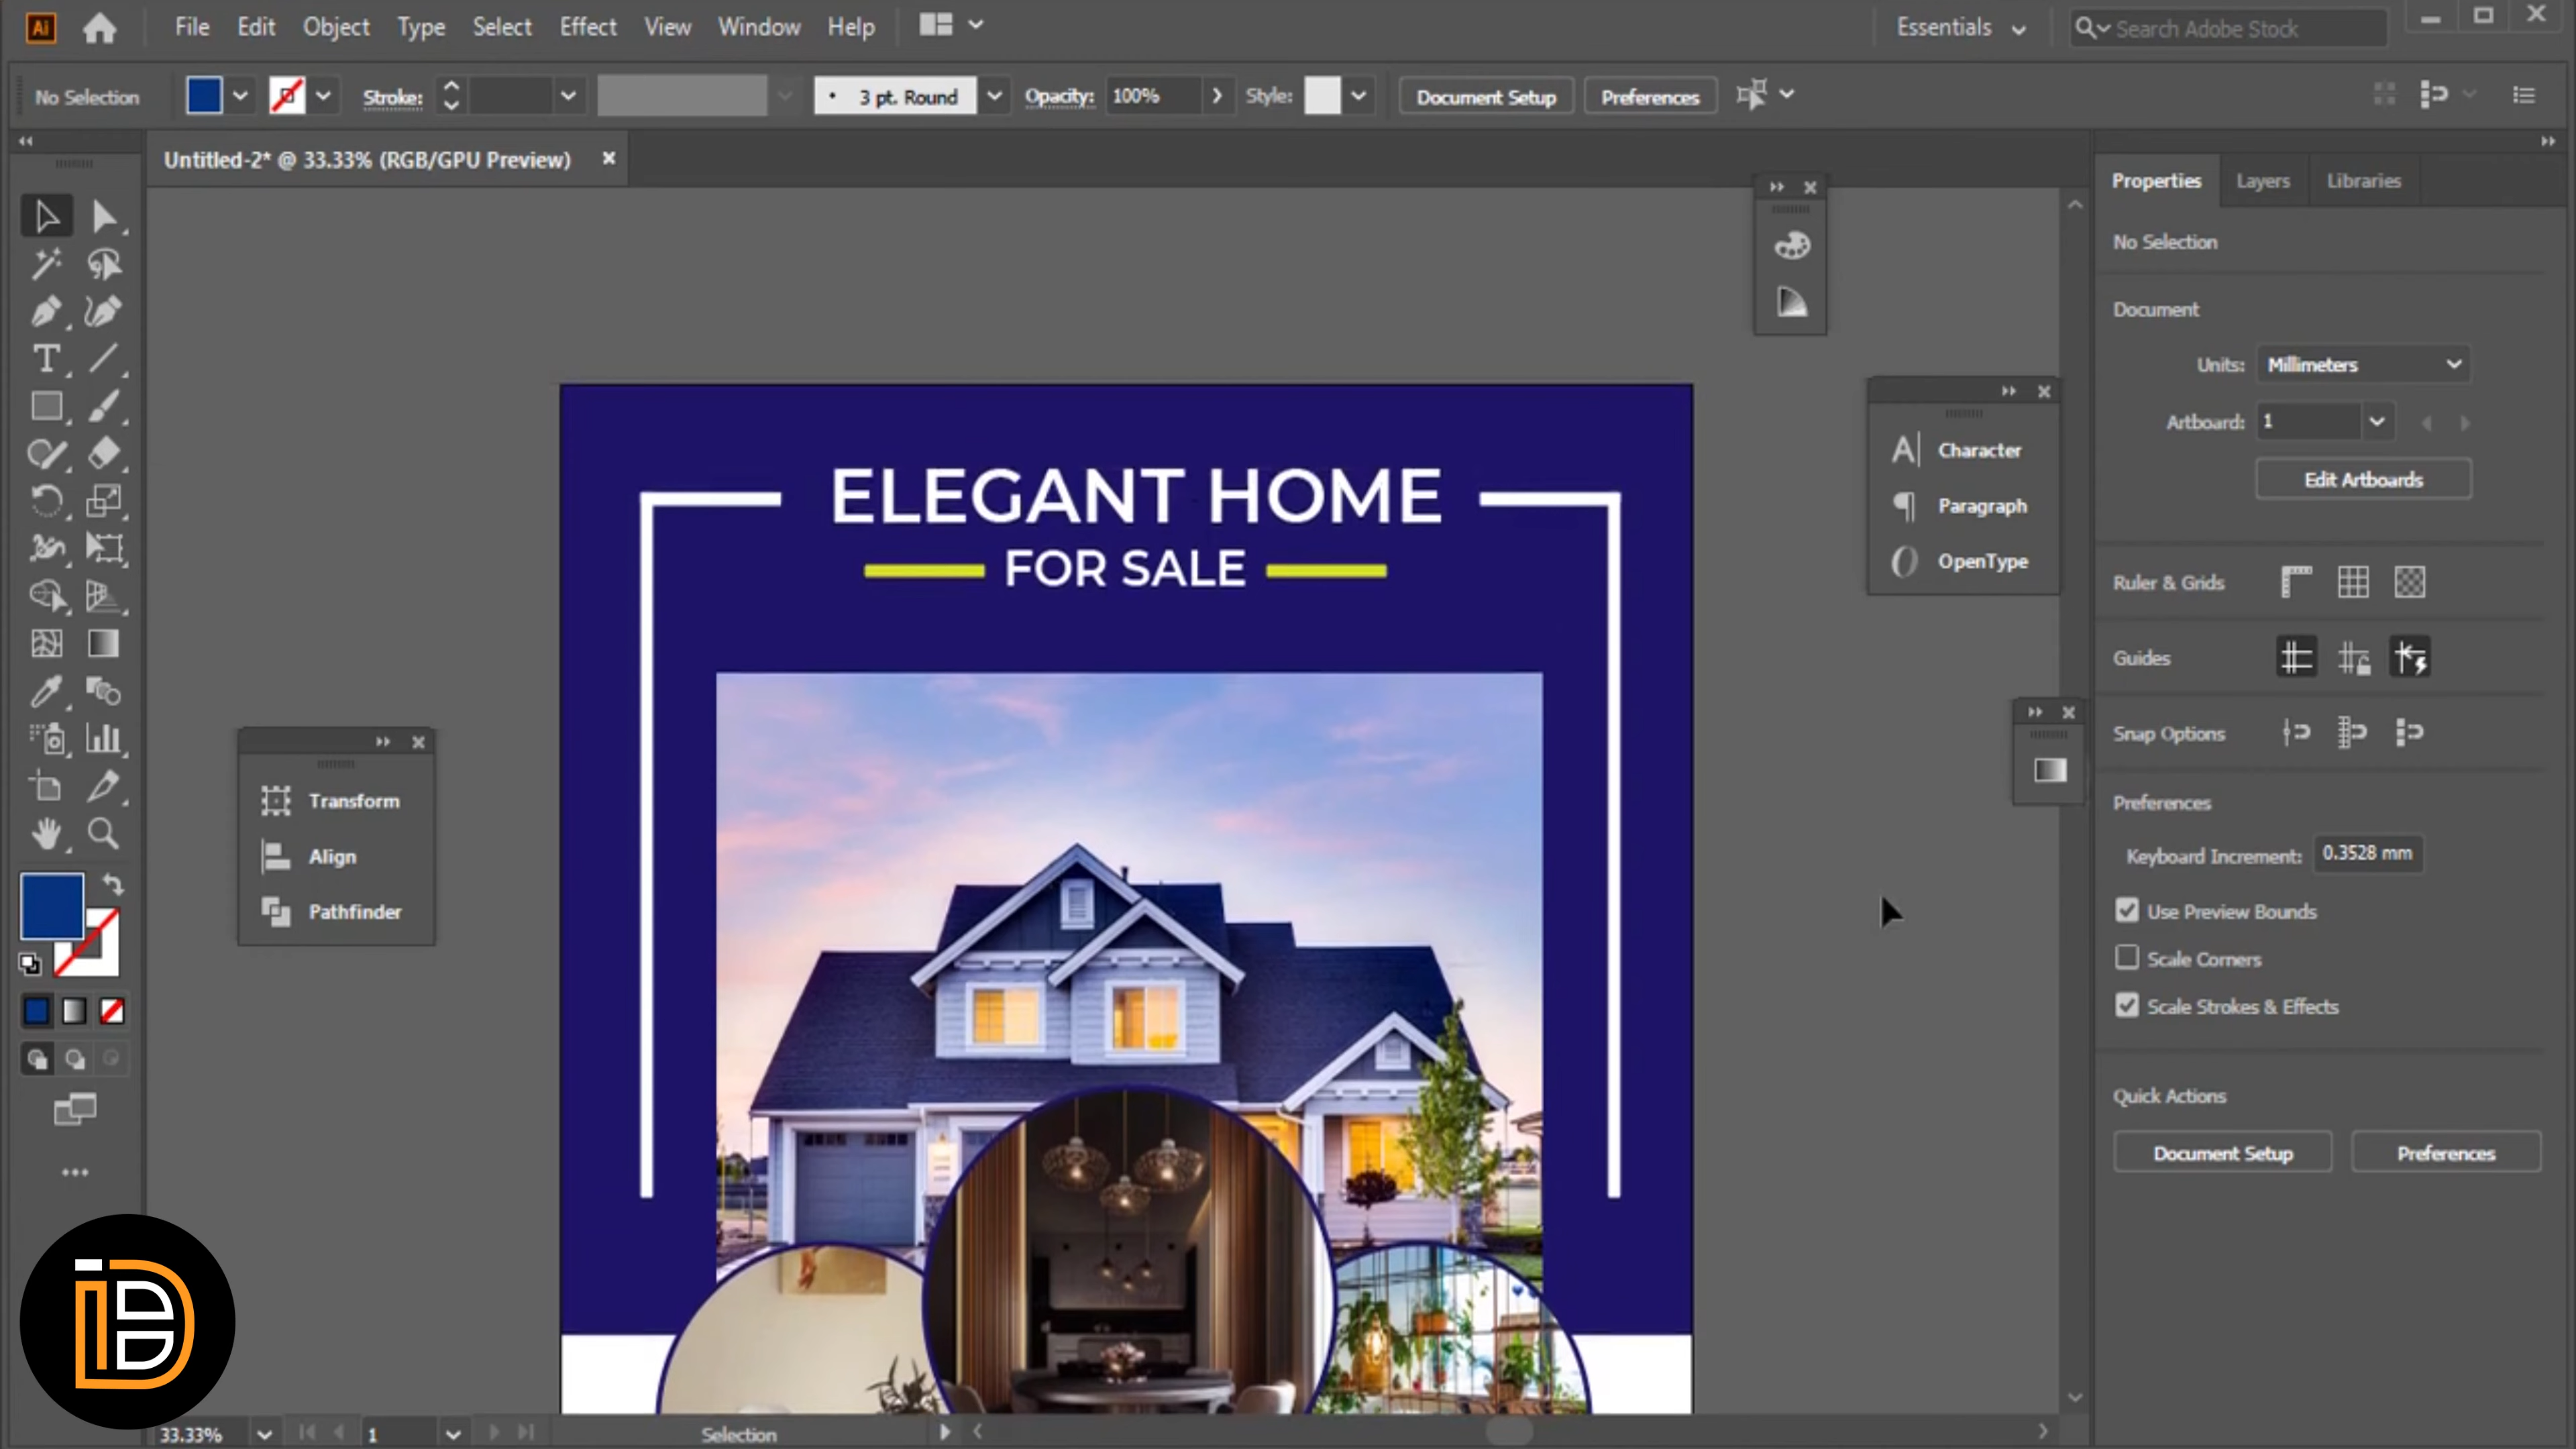 Ai File Edit Object Type Select Effect View Window Help Essentials Search Adobe Stock
No Selection Stroke: 3 pt. Round Opacity: 100% Style: Document Setup Preferences
Untitled-2* @ 33.33% (RGB/GPU Preview)
Properties Layers Libraries
No Selection
Document
Units: Millimeters
Artboard: 1
Edit Artboards
Ruler & Grids
Guides
Snap Options
Preferences
Keyboard Increment: 0.3528 mm
Use Preview Bounds
Scale Corners
Scale Strokes & Effects
Quick Actions
Document Setup Preferences
Character
Paragraph
OpenType
Transform
Align
Pathfinder
ELEGANT HOME
FOR SALE
33.33% 1 Selection